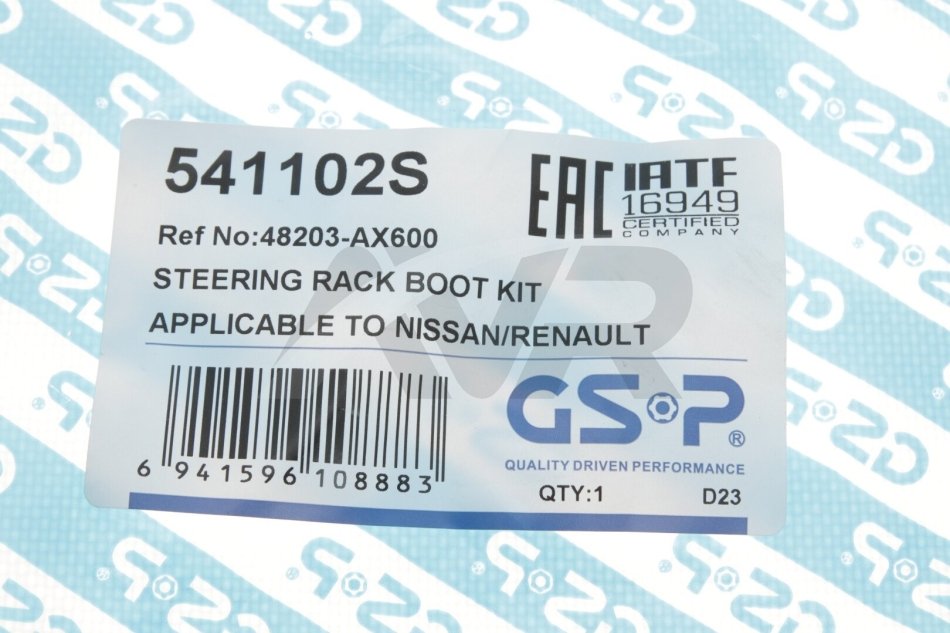 541102S
EAC
IATF
16949
CERTIFIED
COMPANY
Ref No:48203-AX600
STEERING RACK BOOT KIT
APPLICABLE TO NISSAN/RENAULT
6 941596 108883
GSP®
QUALITY DRIVEN PERFORMANCE
QTY:1
D23